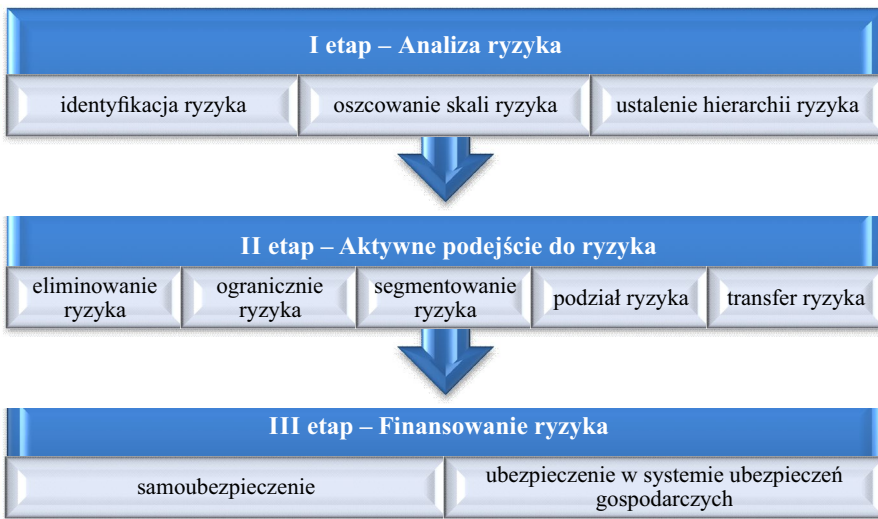 I etap – Analiza ryzyka
identyfikacja ryzyka
oszcowanie skali ryzyka
ustalenie hierarchii ryzyka
II etap – Aktywne podejście do ryzyka
eliminowanie
ryzyka
ogranicznie
ryzyka
segmentowanie
ryzyka
podział ryzyka
transfer ryzyka
III etap – Finansowanie ryzyka
samoubezpieczenie
ubezpieczenie w systemie ubezpieczeń
gospodarczych